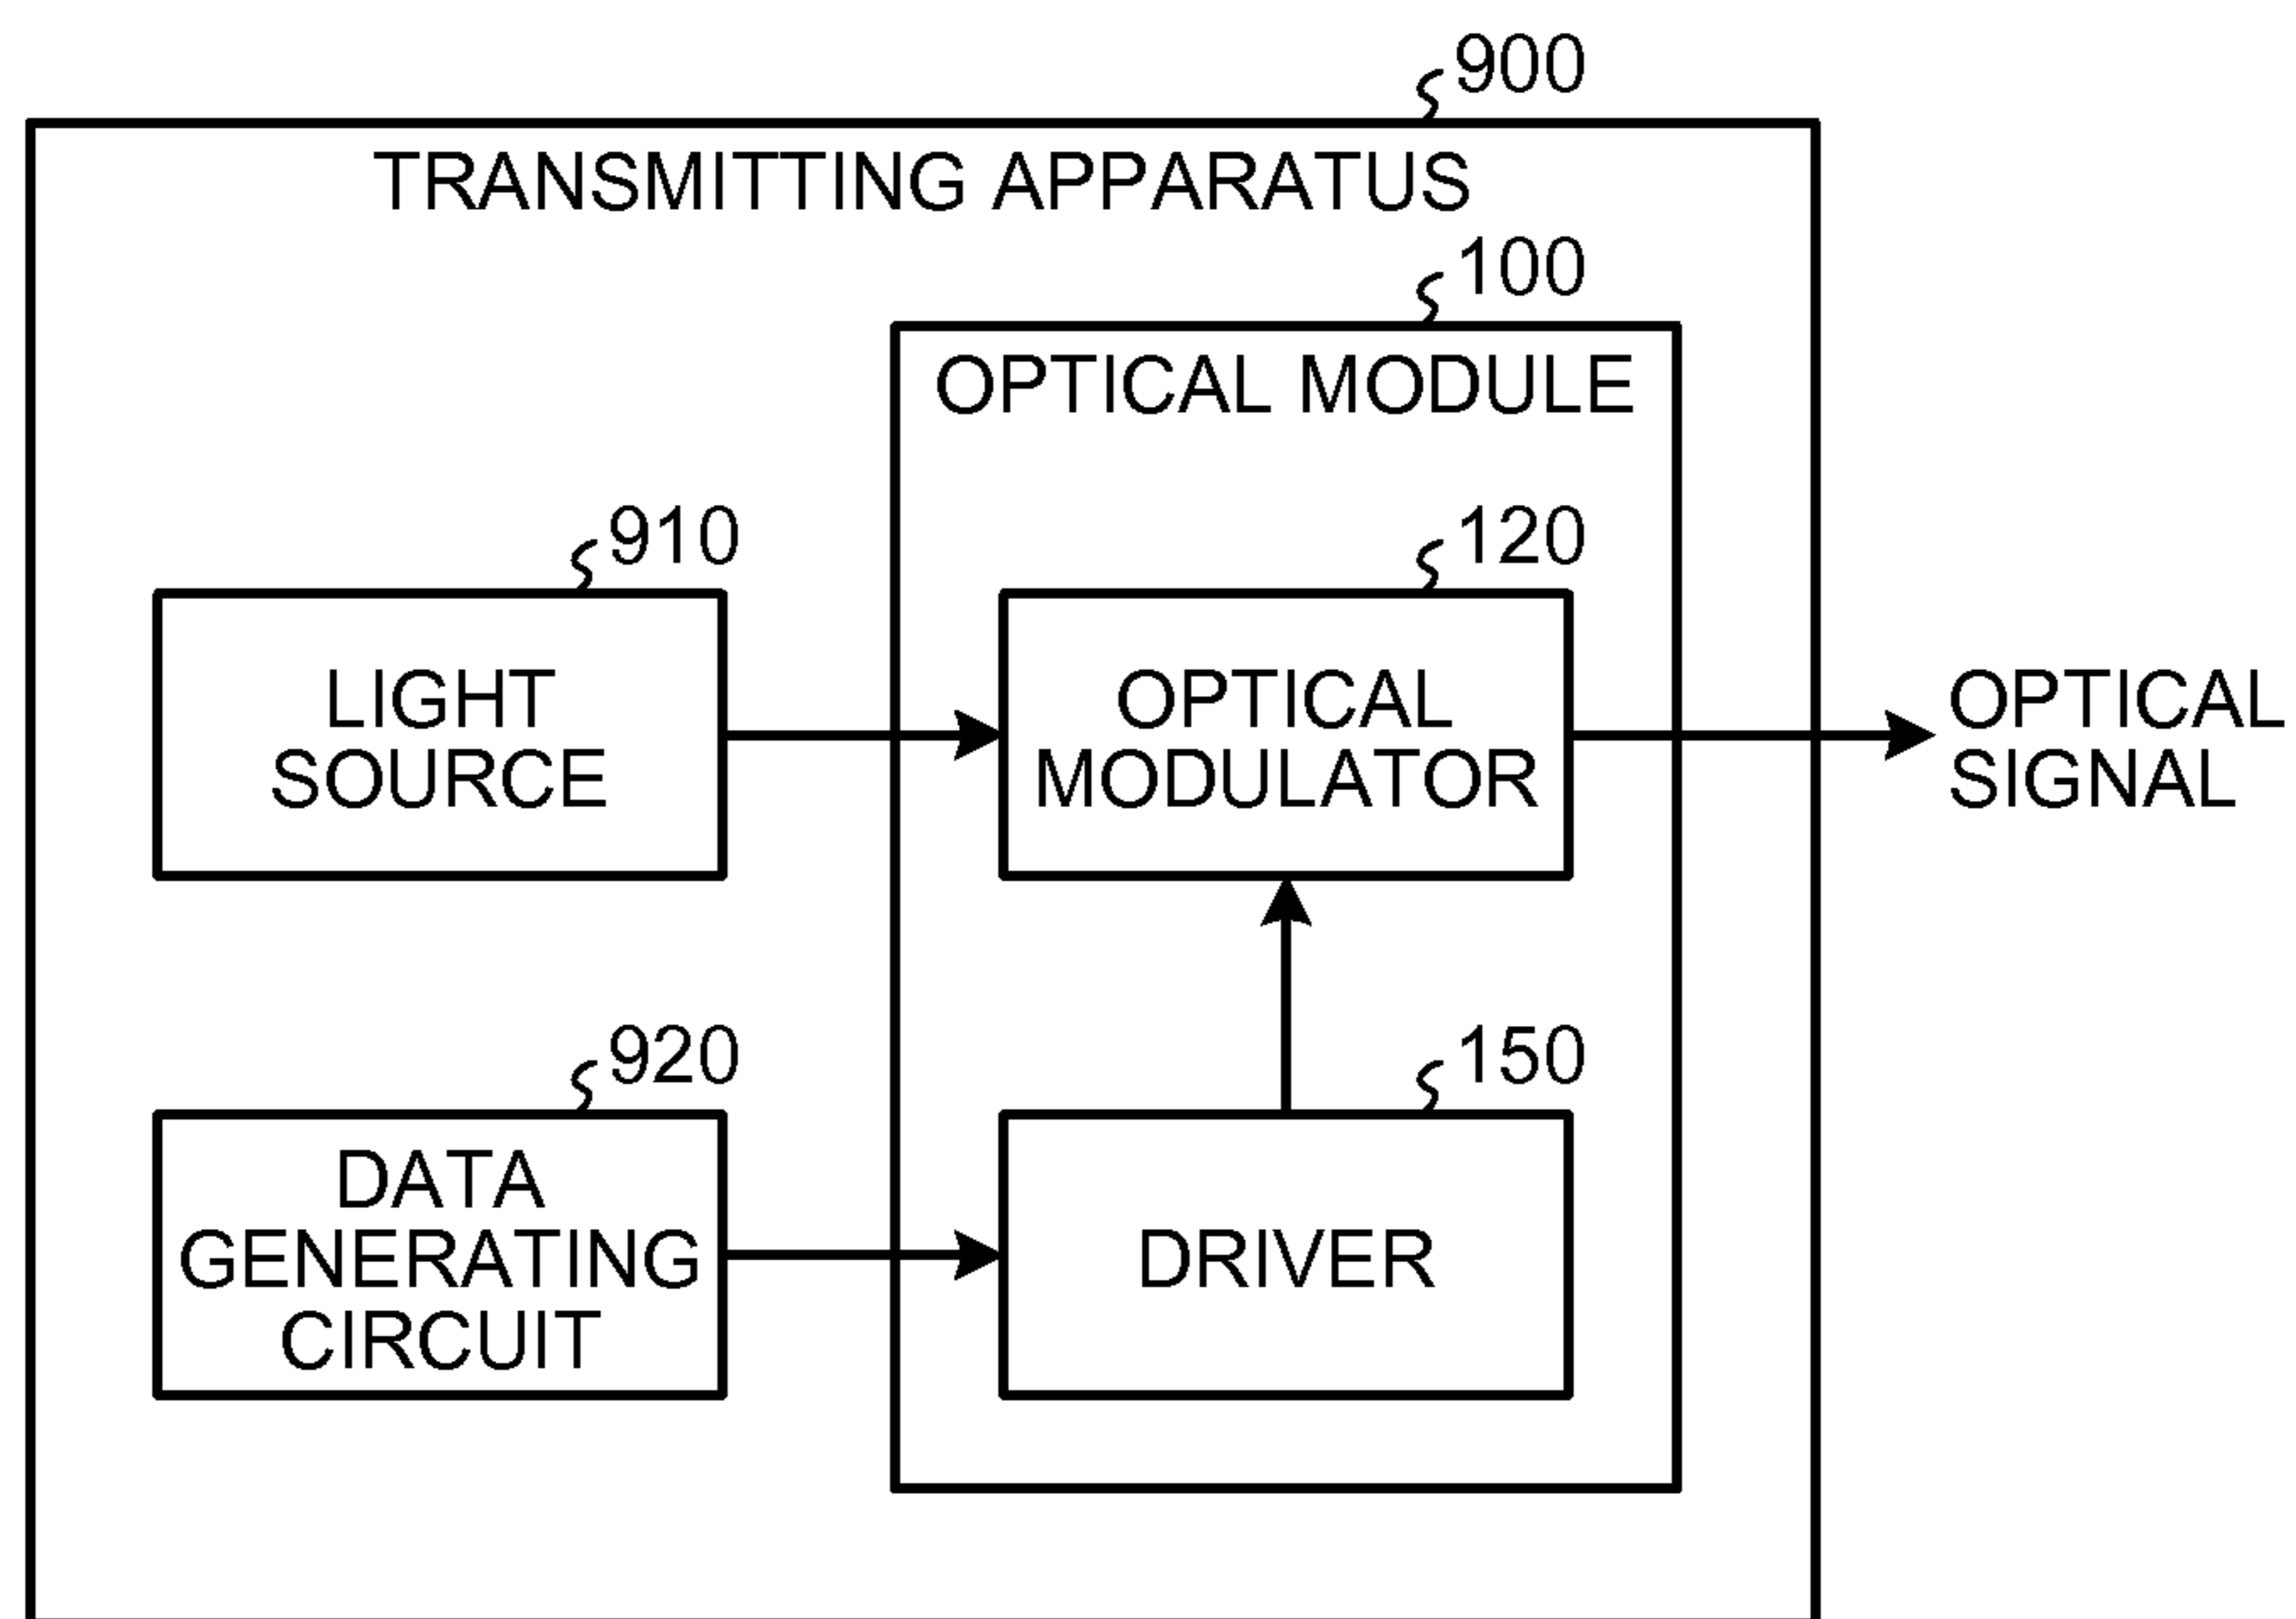 900
TRANSMITTING APPARATUS
100
OPTICAL MODULE
910
120
LIGHT
SOURCE
OPTICAL
MODULATOR
OPTICAL
SIGNAL
920
150
DATA
GENERATING
CIRCUIT
DRIVER